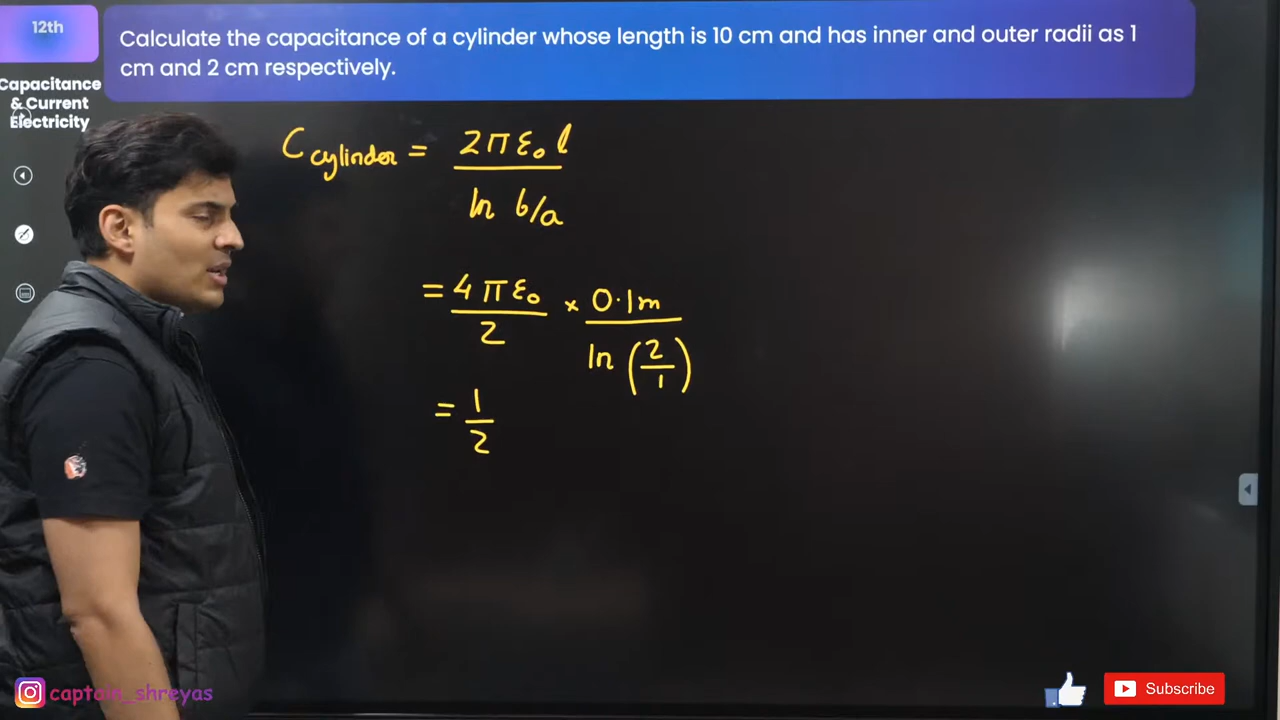 12th
Calculate the capacitance of a cylinder whose length is 10 cm and has inner and outer radii as 1
cm and 2 cm respectively.
Capacitance
& Current
Electricity
C cylinder = 2πε₀l / ln b/a
= 4πε₀ / 2 × 0.1m / ln (2/1)
= 1/2
captain_shreyas
Subscribe